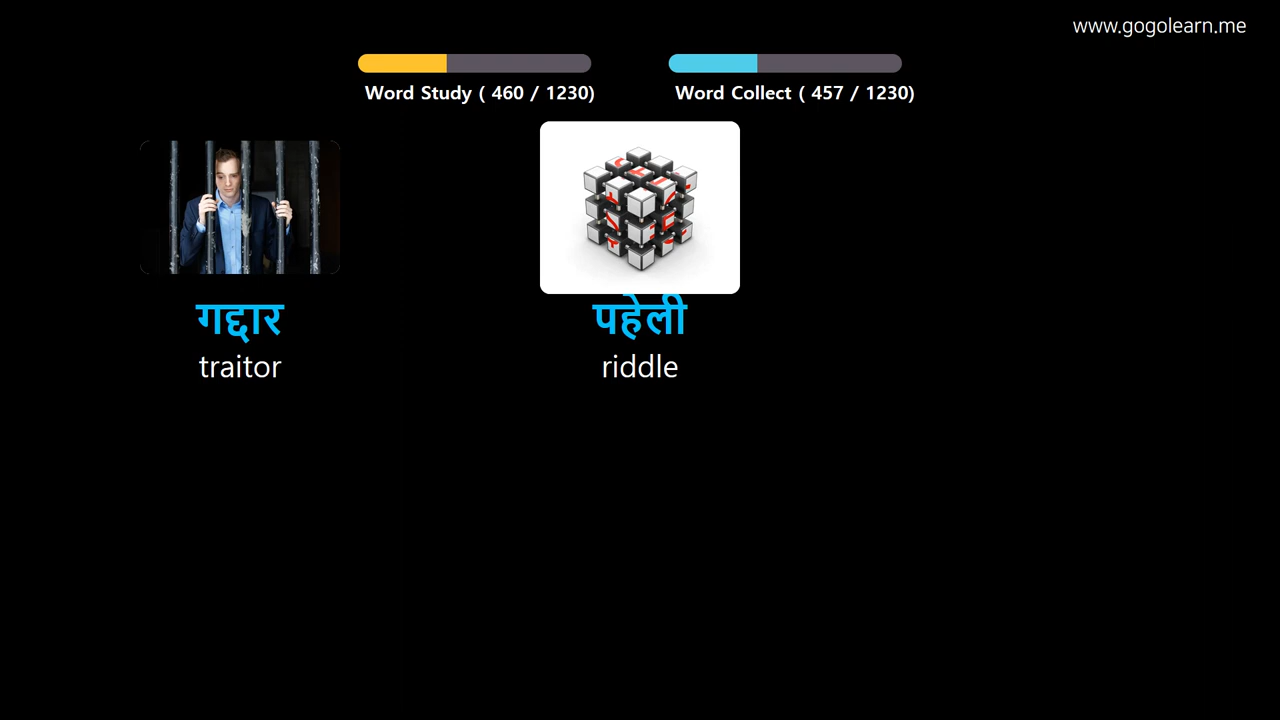 www.gogolearn.me
Word Study ( 460 / 1230)
Word Collect ( 457 / 1230)
गद्दार
traitor
पहेली
riddle